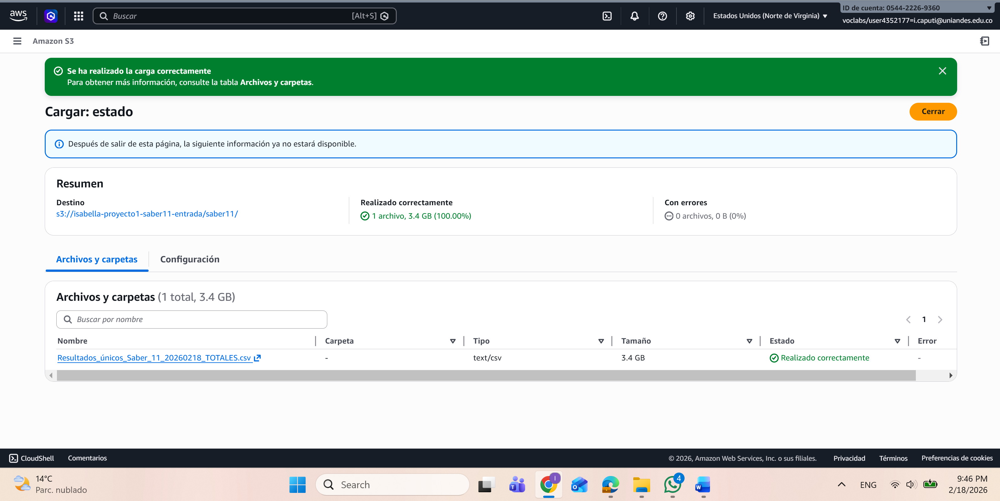 aws
Buscar
[Alt+S]
Estados Unidos (Norte de Virginia)
ID de cuenta: 0544-2226-9360
voclabs/user4352177=i.caputi@uniandes.edu.co
Amazon S3
Se ha realizado la carga correctamente
Para obtener más información, consulte la tabla Archivos y carpetas.
Cargar: estado
Cerrar
Después de salir de esta página, la siguiente información ya no estará disponible.
Resumen
Destino
s3://isabella-proyecto1-saber11-entrada/saber11/
Realizado correctamente
1 archivo, 3.4 GB (100.00%)
Con errores
0 archivos, 0 B (0%)
Archivos y carpetas
Configuración
Archivos y carpetas (1 total, 3.4 GB)
Buscar por nombre
1
Nombre Carpeta Tipo Tamaño Estado Error
Resultados_únicos_Saber_11_20260218_TOTALES.csv - text/csv 3.4 GB Realizado correctamente -
CloudShell Comentarios © 2026, Amazon Web Services, Inc. o sus filiales. Privacidad Términos Preferencias de cookies
14°C
Parc. nublado
Search
T
I
O
4
W
ENG
9:46 PM
2/18/2026